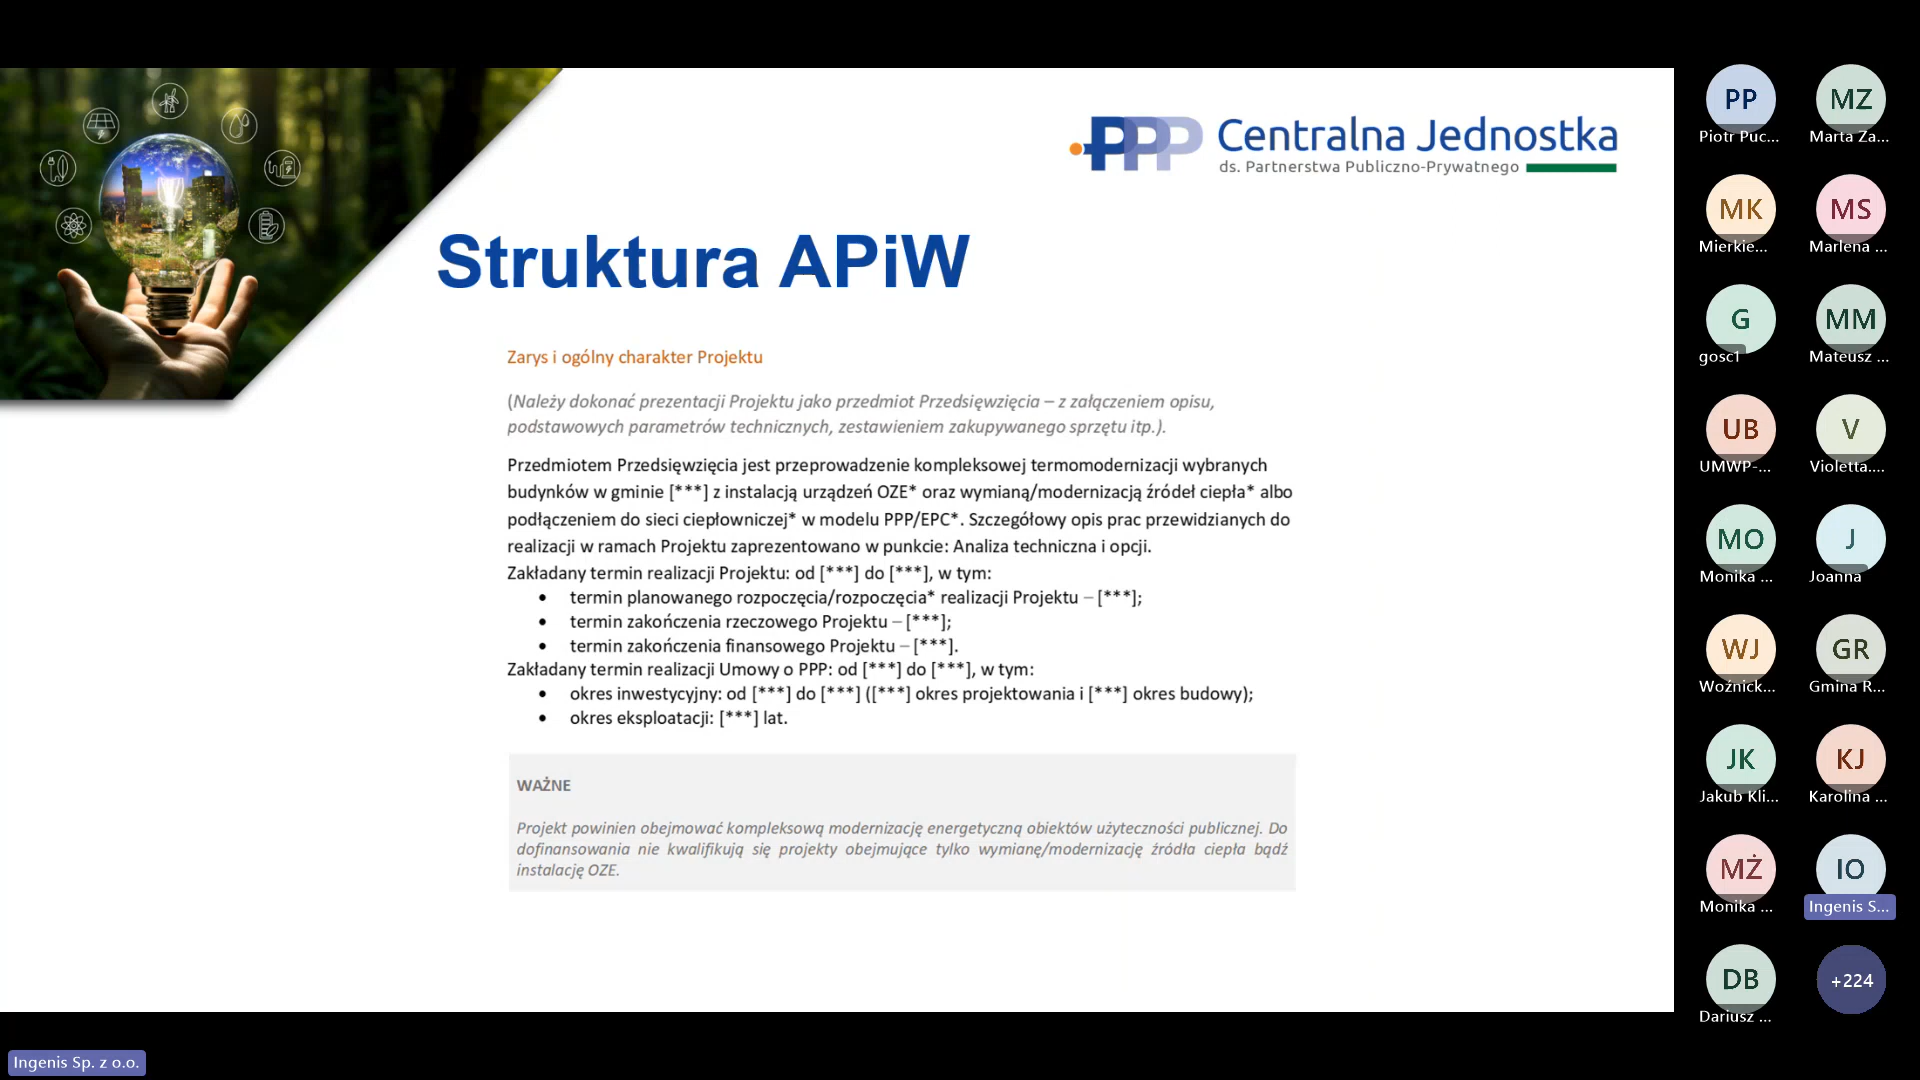 PPP Centralna Jednostka
ds. Partnerstwa Publiczno-Prywatnego
Struktura APiW
Zarys i ogólny charakter Projektu
(Należy dokonać prezentacji Projektu jako przedmiot Przedsięwzięcia – z załączeniem opisu,
podstawowych parametrów technicznych, zestawieniem zakupywanego sprzętu itp.).
Przedmiotem Przedsięwzięcia jest przeprowadzenie kompleksowej termomodernizacji wybranych
budynków w gminie [***] z instalacją urządzeń OZE* oraz wymianą/modernizacją źródeł ciepła* albo
podłączeniem do sieci ciepłowniczej* w modelu PPP/EPC*. Szczegółowy opis prac przewidzianych do
realizacji w ramach Projektu zaprezentowano w punkcie: Analiza techniczna i opcji.
Zakładany termin realizacji Projektu: od [***] do [***], w tym:
• termin planowanego rozpoczęcia/rozpoczęcia* realizacji Projektu – [***];
• termin zakończenia rzeczowego Projektu – [***];
• termin zakończenia finansowego Projektu – [***].
Zakładany termin realizacji Umowy o PPP: od [***] do [***], w tym:
• okres inwestycyjny: od [***] do [***] ([***] okres projektowania i [***] okres budowy);
• okres eksploatacji: [***] lat.
WAŻNE
Projekt powinien obejmować kompleksową modernizację energetyczną obiektów użyteczności publicznej. Do
dofinansowania nie kwalifikują się projekty obejmujące tylko wymianę/modernizację źródła ciepła bądź
instalację OZE.
PP MZ
Piotr Puc... Marta Za...
MK MS
Mierkie... Marlena ...
G MM
gosc1 Mateusz ...
UB V
UMWP-... Violetta....
MO J
Monika ... Joanna
WJ GR
Woźnick... Gmina R...
JK KJ
Jakub Kli... Karolina ...
MŻ IO
Monika ... Ingenis S...
DB +224
Dariusz ...
Ingenis Sp. z o.o.